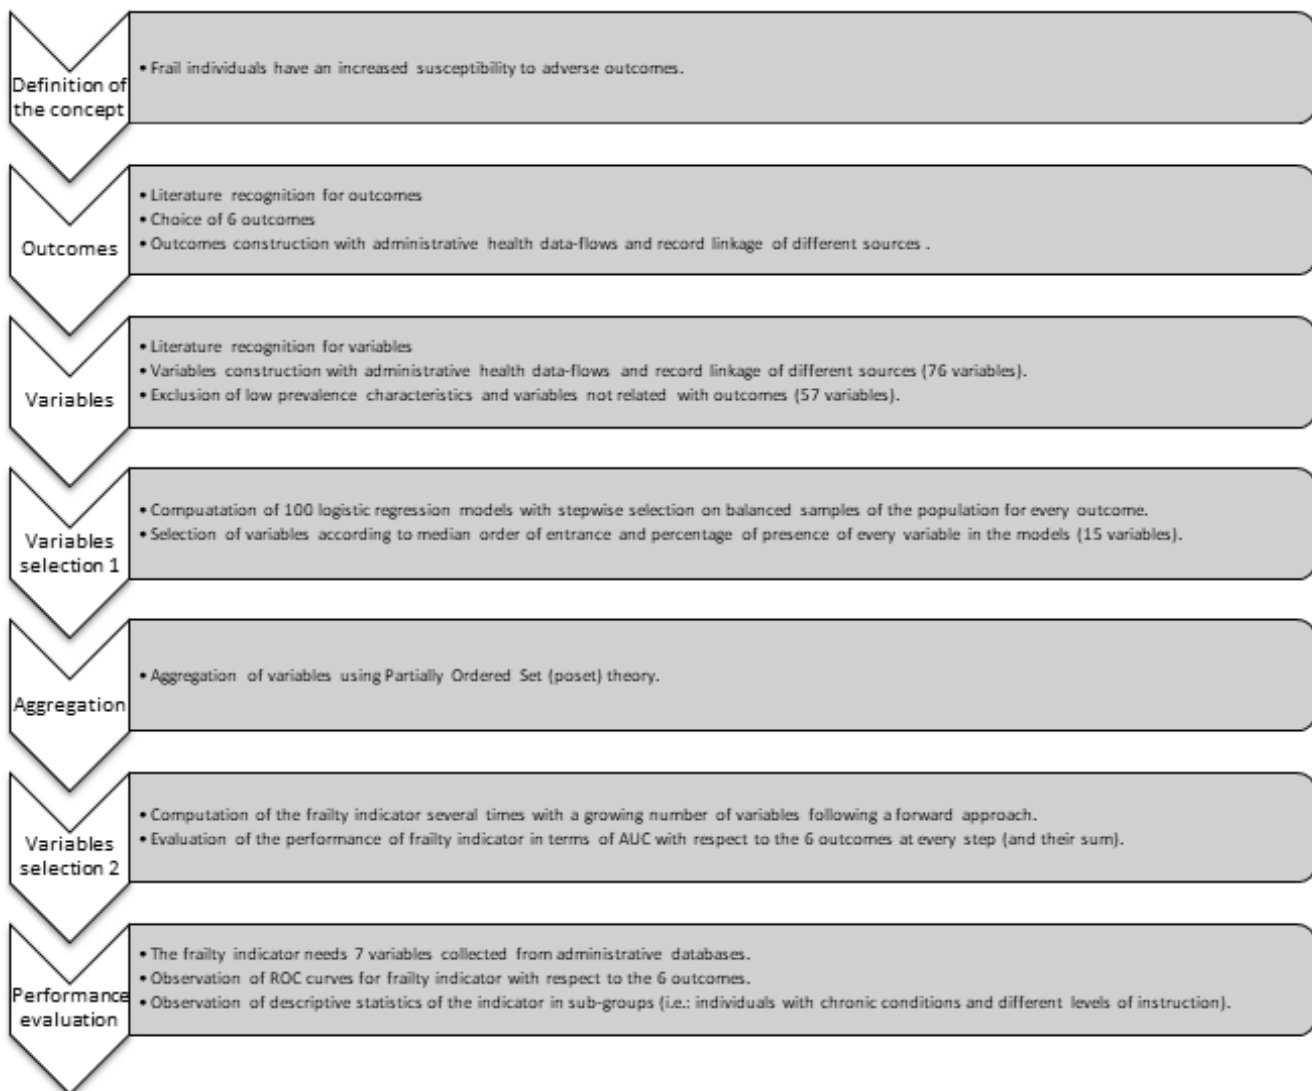 Definition of
the concept
• Frail individuals have an increased susceptibility to adverse outcomes.
Outcomes
• Literature recognition for outcomes
• Choice of 6 outcomes
• Outcomes construction with administrative health data-flows and record linkage of different sources .
Variables
• Literature recognition for variables
• Variables construction with administrative health data-flows and record linkage of different sources (76 variables).
• Exclusion of low prevalence characteristics and variables not related with outcomes (57 variables).
Variables
selection 1
• Compuatation of 100 logistic regression models with stepwise selection on balanced samples of the population for every outcome.
• Selection of variables according to median order of entrance and percentage of presence of every variable in the models (15 variables).
Aggregation
• Aggregation of variables using Partially Ordered Set (poset) theory.
Variables
selection 2
• Computation of the frailty indicator several times with a growing number of variables following a forward approach.
• Evaluation of the performance of frailty indicator in terms of AUC with respect to the 6 outcomes at every step (and their sum).
Performance
evaluation
• The frailty indicator needs 7 variables collected from administrative databases.
• Observation of ROC curves for frailty indicator with respect to the 6 outcomes.
• Observation of descriptive statistics of the indicator in sub-groups (i.e.: individuals with chronic conditions and different levels of instruction).